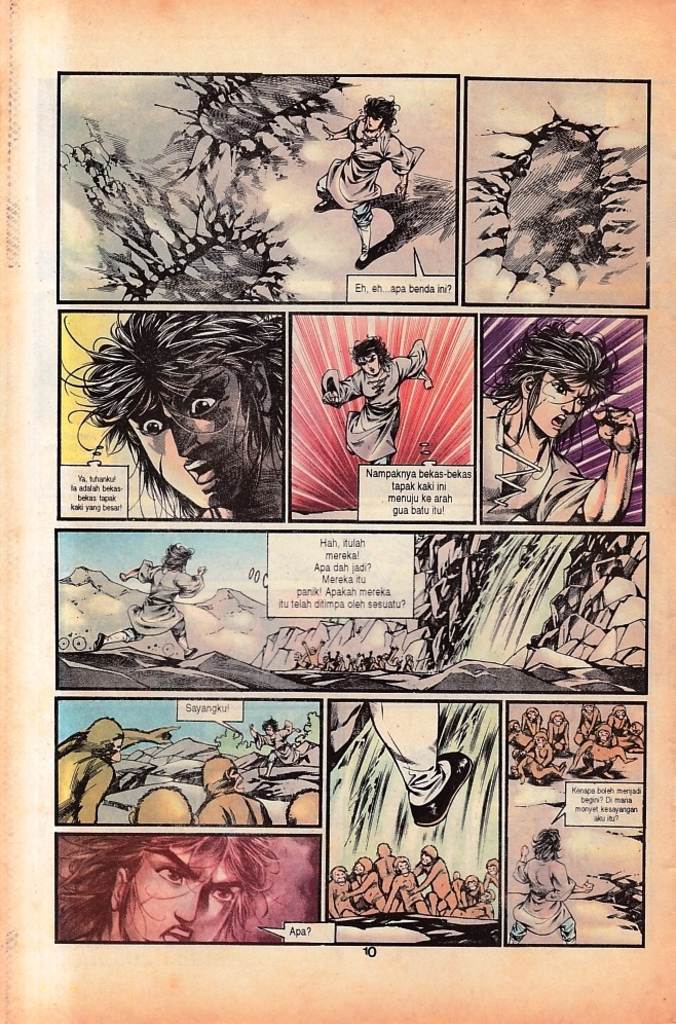 Eh, eh...apa benda ini?
Ya, tuhanku!
Ia adalah bekas-
bekas tapak
kaki yang besar!
Nampaknya bekas-bekas
tapak kaki ini
menuju ke arah
gua batu itu!
Hah, itulah
mereka!
Apa dah jadi?
Mereka itu
panik! Apakah mereka
itu telah ditimpa oleh sesuatu?
Sayangku!
Apa?
Kenapa boleh menjadi
begini? Di mana
monyet kesayangan
aku itu?
10